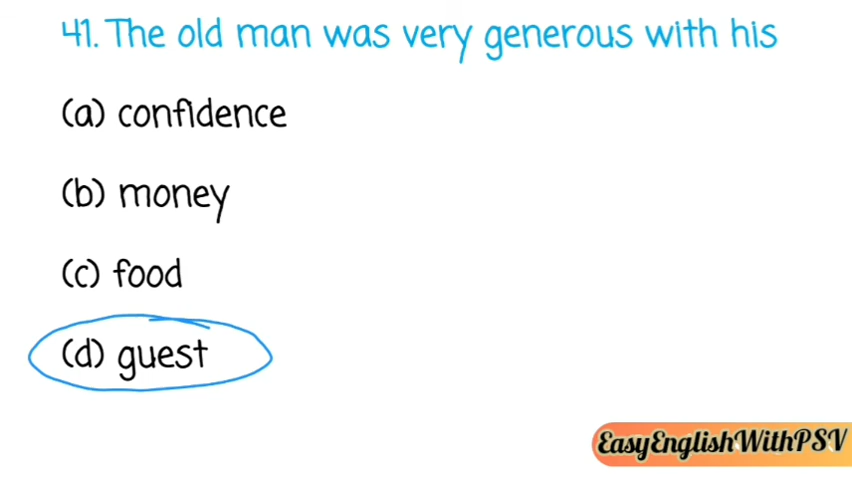 41. The old man was very generous with his
(a) confidence
(b) money
(c) food
(d) guest
EasyEnglishWithPSV